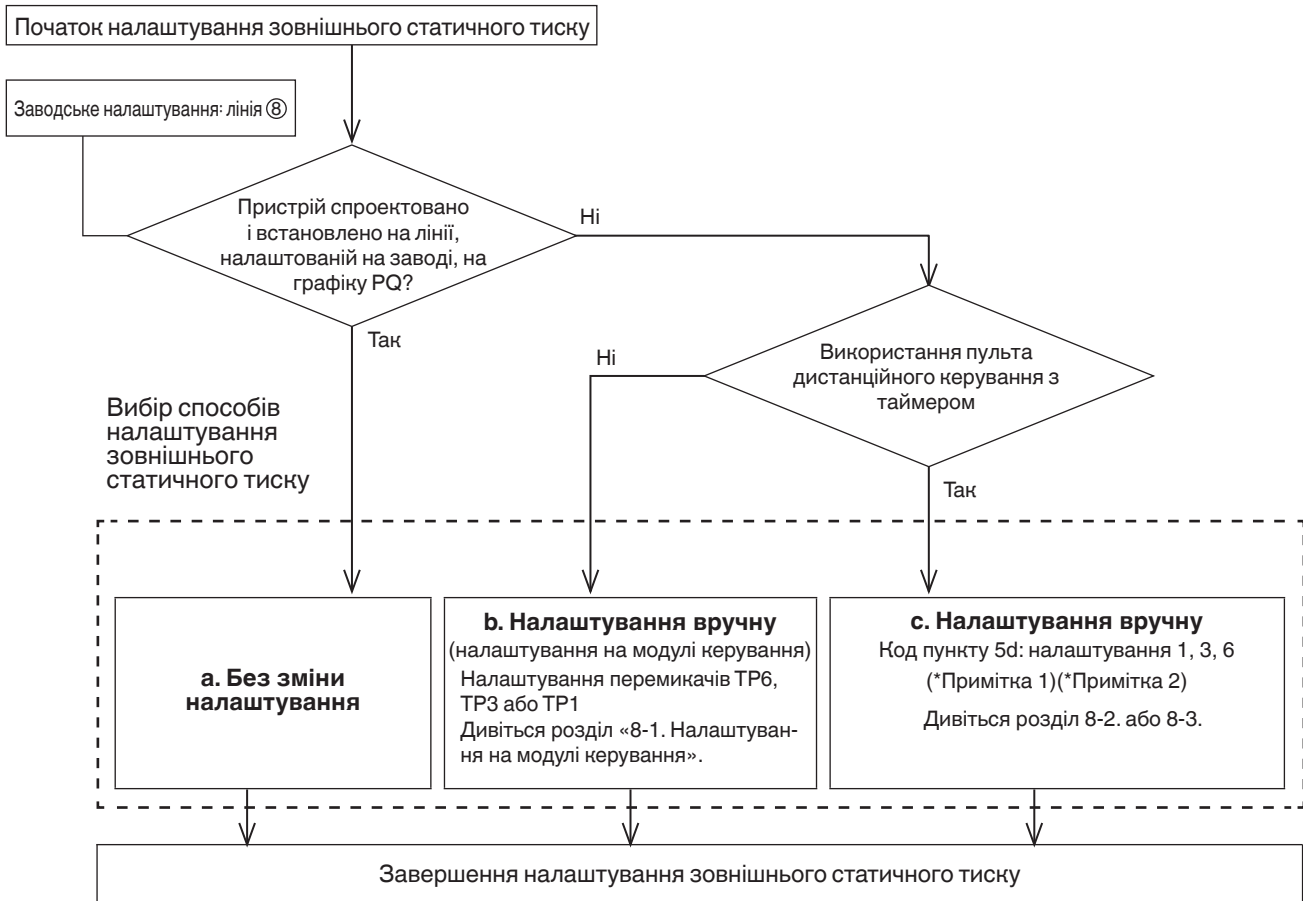 Початок налаштування зовнішнього статичного тиску
Заводське налаштування: лінія ⑧
Пристрій спроектовано
і встановлено на лінії,
налаштованій на заводі, на
графіку PQ?
Ні
Так
Використання пульта
дистанційного керування з
таймером
Ні
Так
Вибір способів
налаштування
зовнішнього
статичного тиску
a. Без зміни
налаштування
b. Налаштування вручну
(налаштування на модулі керування)
Налаштування перемикачів TP6,
TP3 або TP1
Дивіться розділ «8-1. Налаштуван-
ня на модулі керування».
c. Налаштування вручну
Код пункту 5d: налаштування 1, 3, 6
(*Примітка 1)(*Примітка 2)
Дивіться розділ 8-2. або 8-3.
Завершення налаштування зовнішнього статичного тиску